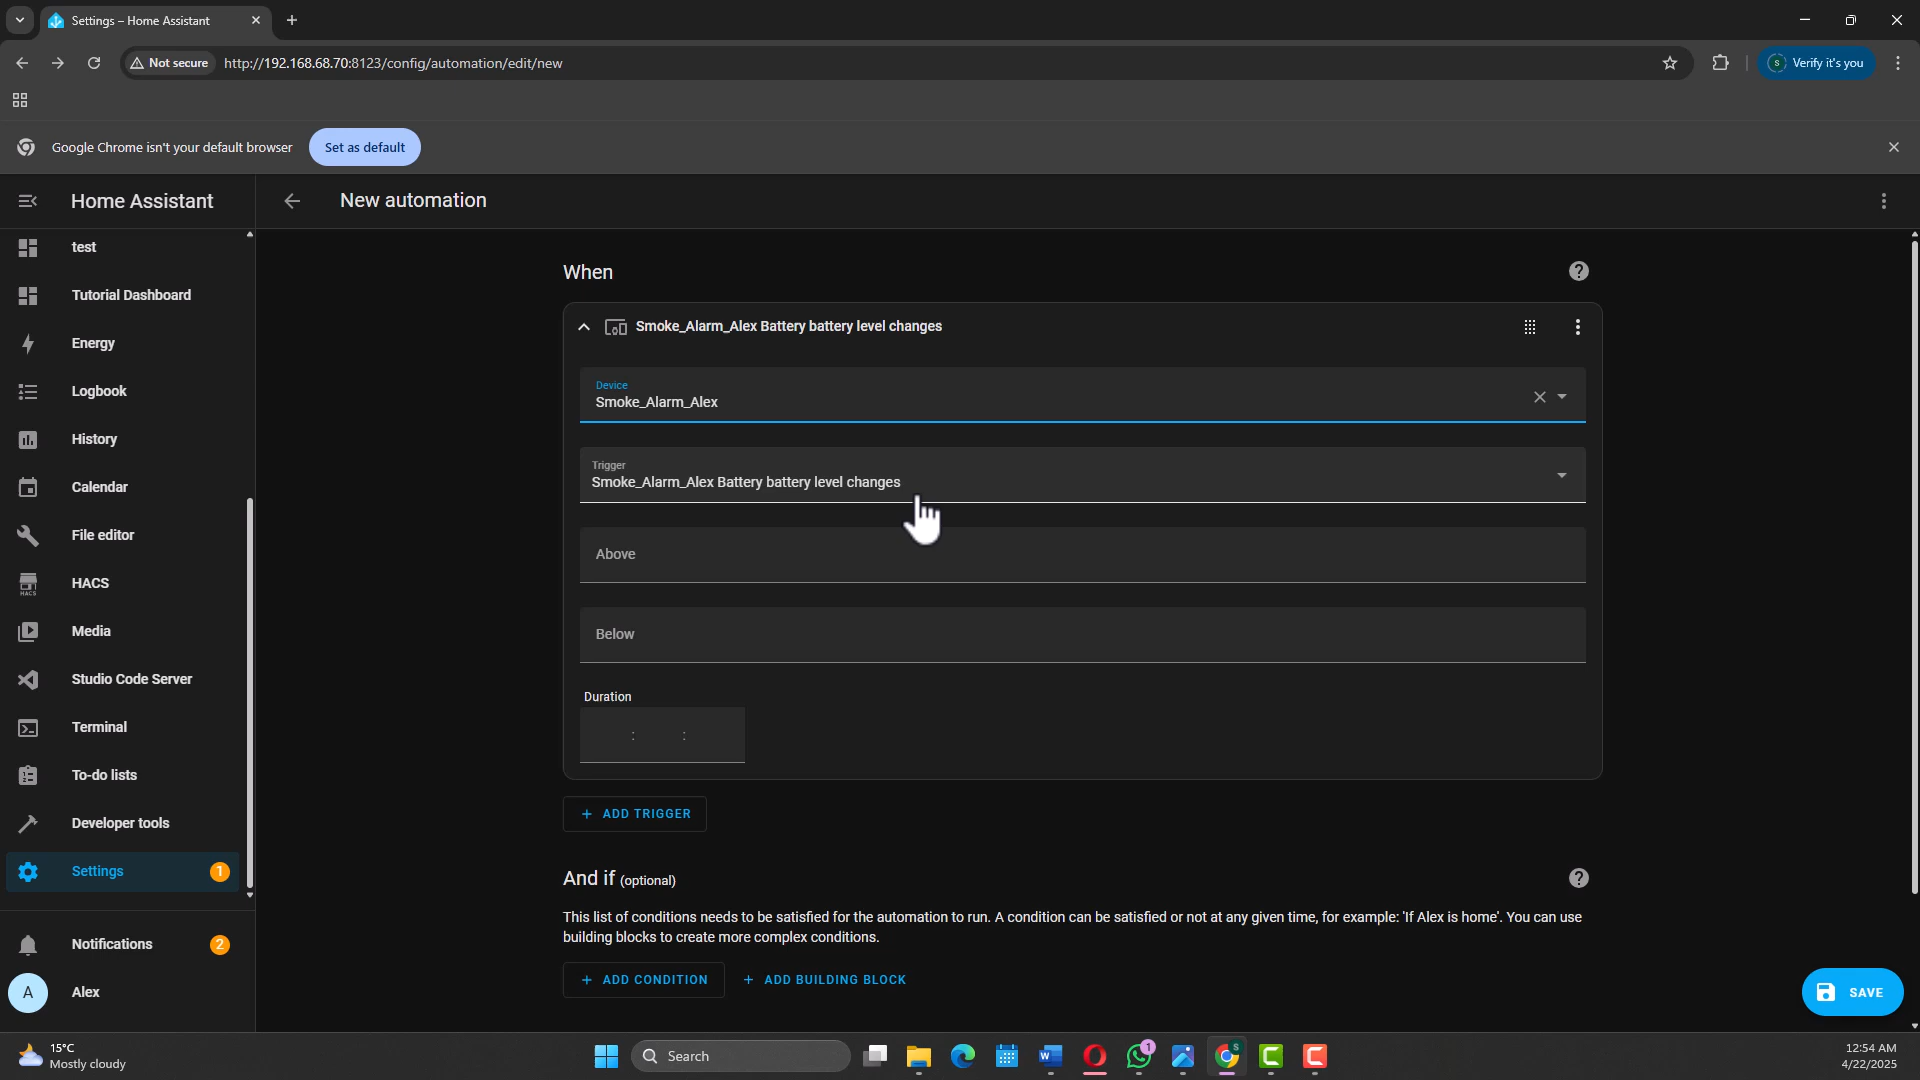 Settings – Home Assistant
Not secure
http://192.168.68.70:8123/config/automation/edit/new
S
Verify it's you
Google Chrome isn't your default browser
Set as default
Home Assistant
New automation
test
Tutorial Dashboard
Energy
Logbook
History
Calendar
File editor
HACS
HACS
Media
Studio Code Server
Terminal
To-do lists
Developer tools
Settings
1
Notifications
2
A
Alex
When
Smoke_Alarm_Alex Battery battery level changes
Device
Smoke_Alarm_Alex
Trigger
Smoke_Alarm_Alex Battery battery level changes
Above
Below
Duration
: :
+ ADD TRIGGER
And if (optional)
This list of conditions needs to be satisfied for the automation to run. A condition can be satisfied or not at any given time, for example: 'If Alex is home'. You can use
building blocks to create more complex conditions.
+ ADD CONDITION
+ ADD BUILDING BLOCK
SAVE
15°C
Mostly cloudy
Search
1
S
12:54 AM
4/22/2025